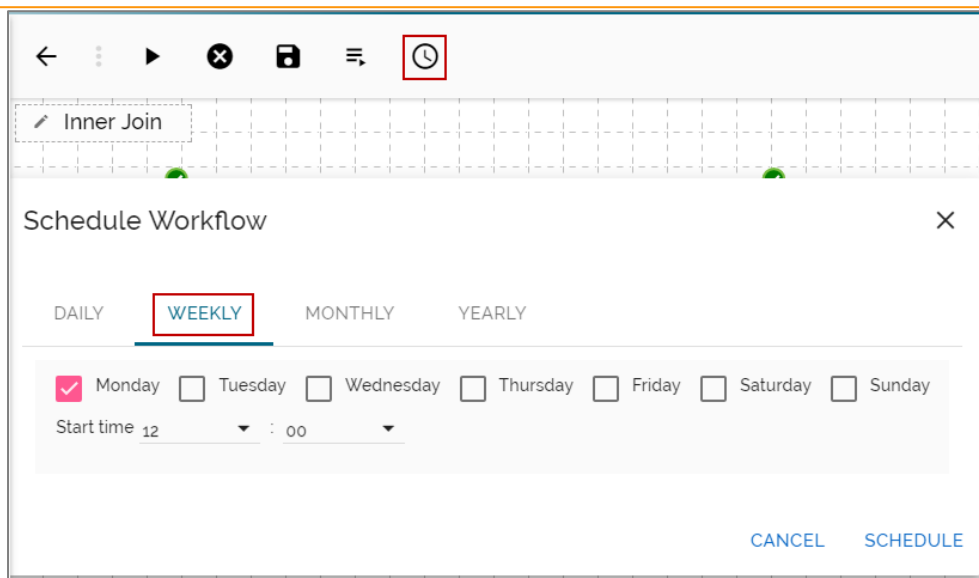 Inner Join
Schedule Workflow
DAILY WEEKLY MONTHLY YEARLY
Monday Tuesday Wednesday Thursday Friday Saturday Sunday
Start time 12 : 00
CANCEL SCHEDULE